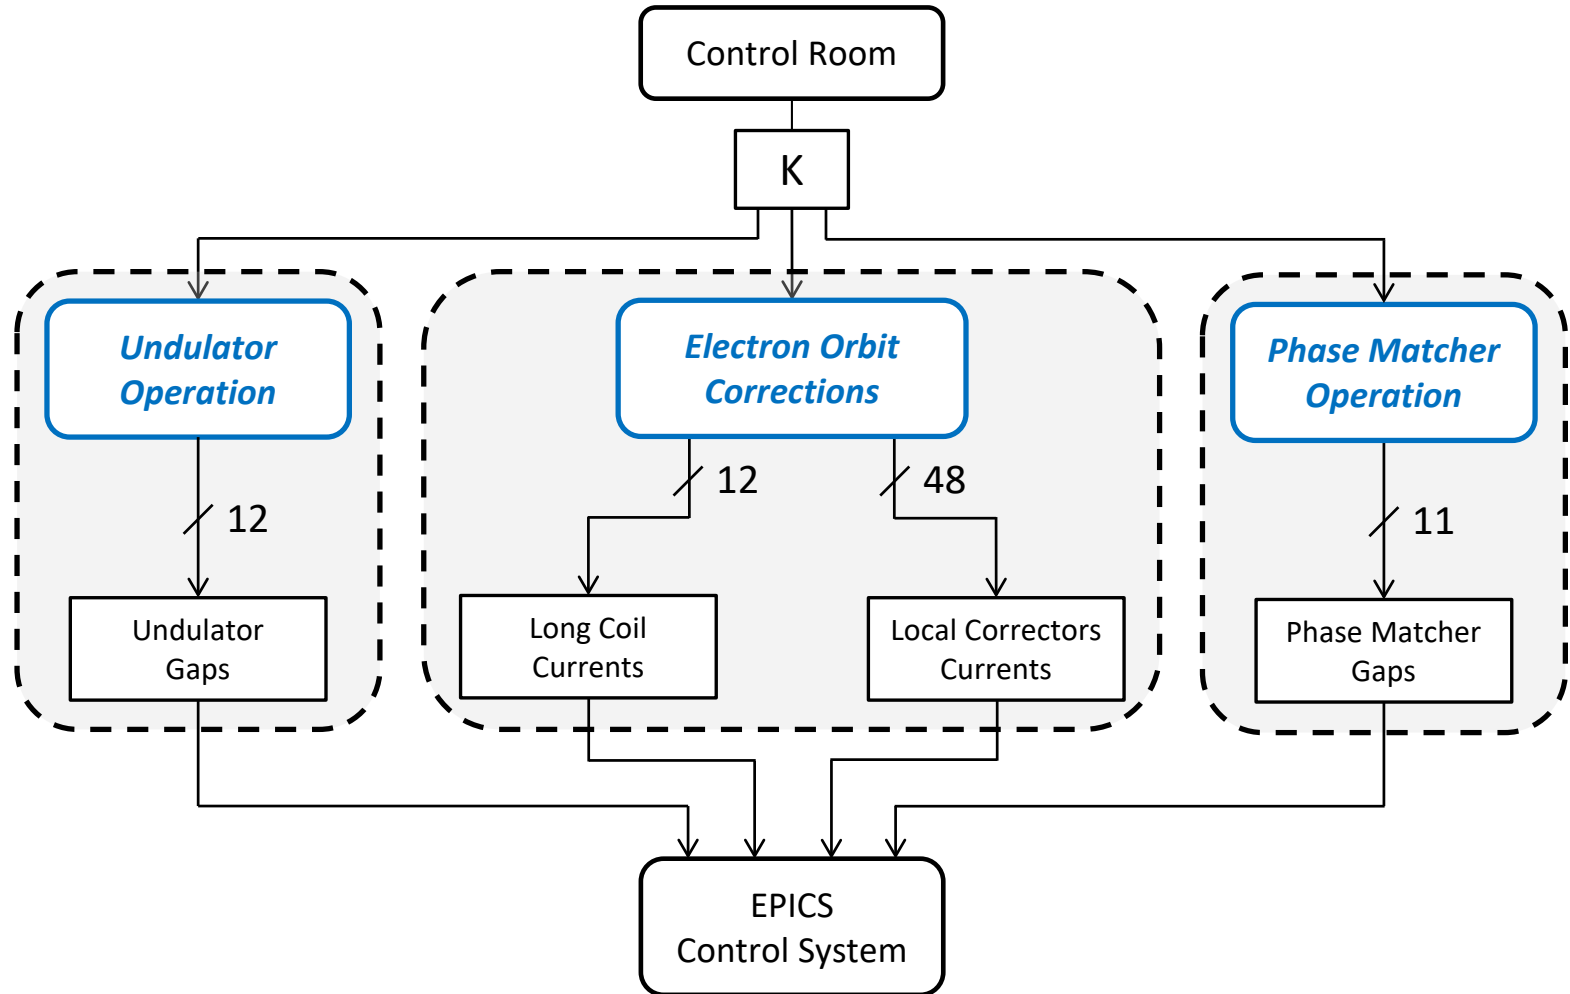 Control Room
K
Undulator
Operation
Electron Orbit
Corrections
Phase Matcher
Operation
12
12
48
11
Undulator
Gaps
Long Coil
Currents
Local Correctors
Currents
Phase Matcher
Gaps
EPICS
Control System